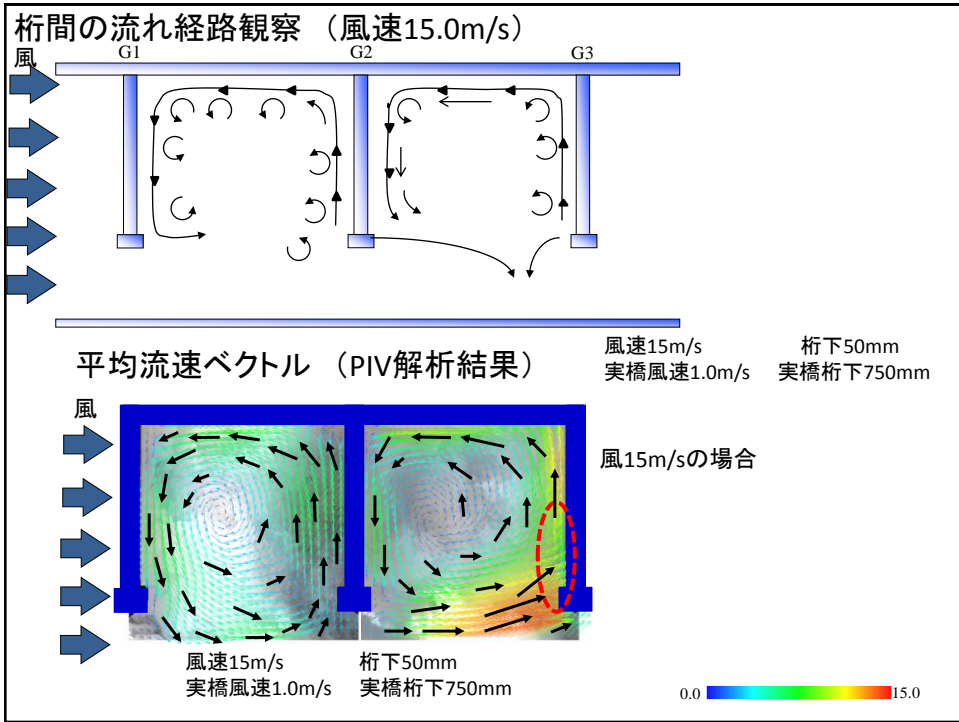 桁間の流れ経路観察 （風速15.0m/s）
風
G1
G2
G3
風速15m/s 桁下50mm
実橋風速1.0m/s 実橋桁下750mm
平均流速ベクトル （PIV解析結果）
風
風15m/sの場合
風速15m/s 桁下50mm
実橋風速1.0m/s 実橋桁下750mm
0.0 15.0